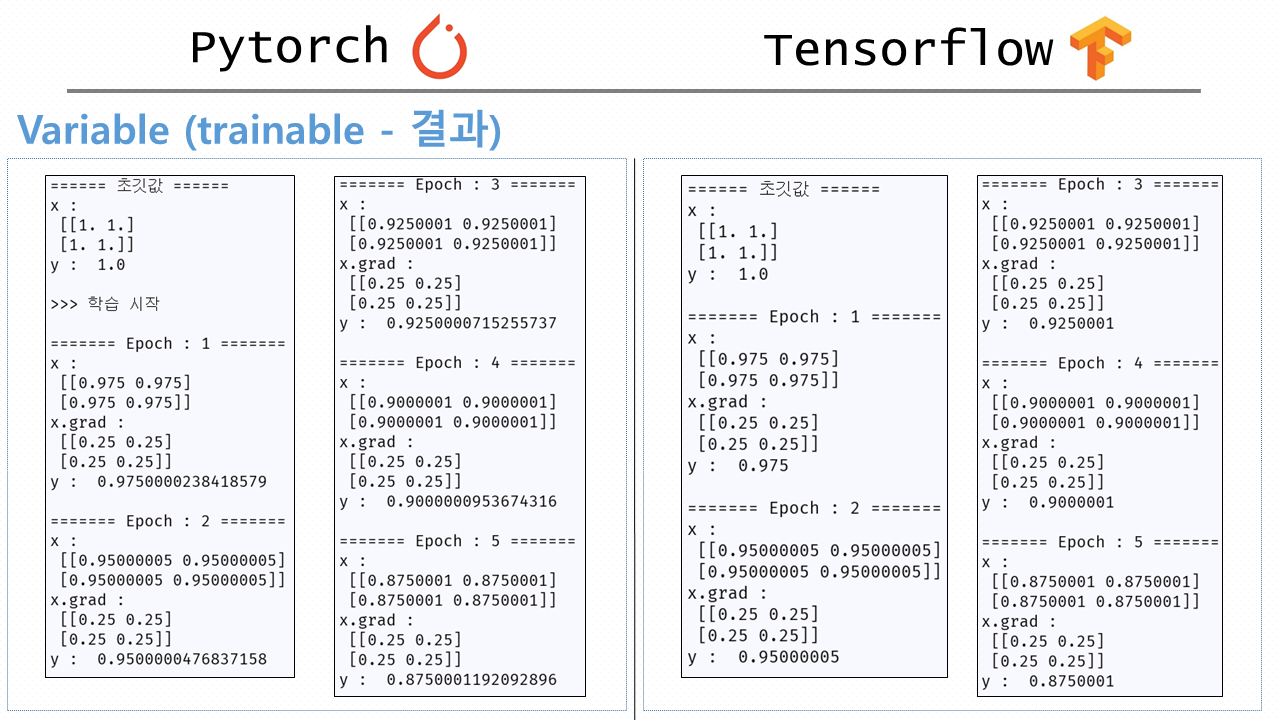 Pytorch
Tensorflow
Variable (trainable - 결과)
====== 초깃값 ======
x :
[[1. 1.]
[1. 1.]]
y :  1.0
>>> 학습 시작
======= Epoch : 1 =======
x :
[[0.975 0.975]
[0.975 0.975]]
x.grad :
[[0.25 0.25]
[0.25 0.25]]
y :  0.9750000238418579
======= Epoch : 2 =======
x :
[[0.95000005 0.95000005]
[0.95000005 0.95000005]]
x.grad :
[[0.25 0.25]
[0.25 0.25]]
y :  0.9500000476837158
======= Epoch : 3 =======
x :
[[0.9250001 0.9250001]
[0.9250001 0.9250001]]
x.grad :
[[0.25 0.25]
[0.25 0.25]]
y :  0.9250000715255737
======= Epoch : 4 =======
x :
[[0.9000001 0.9000001]
[0.9000001 0.9000001]]
x.grad :
[[0.25 0.25]
[0.25 0.25]]
y :  0.9000000953674316
======= Epoch : 5 =======
x :
[[0.8750001 0.8750001]
[0.8750001 0.8750001]]
x.grad :
[[0.25 0.25]
[0.25 0.25]]
y :  0.8750001192092896
====== 초깃값 ======
x :
[[1. 1.]
[1. 1.]]
y :  1.0
======= Epoch : 1 =======
x :
[[0.975 0.975]
[0.975 0.975]]
x.grad :
[[0.25 0.25]
[0.25 0.25]]
y :  0.975
======= Epoch : 2 =======
x :
[[0.95000005 0.95000005]
[0.95000005 0.95000005]]
x.grad :
[[0.25 0.25]
[0.25 0.25]]
y :  0.95000005
======= Epoch : 3 =======
x :
[[0.9250001 0.9250001]
[0.9250001 0.9250001]]
x.grad :
[[0.25 0.25]
[0.25 0.25]]
y :  0.9250001
======= Epoch : 4 =======
x :
[[0.9000001 0.9000001]
[0.9000001 0.9000001]]
x.grad :
[[0.25 0.25]
[0.25 0.25]]
y :  0.9000001
======= Epoch : 5 =======
x :
[[0.8750001 0.8750001]
[0.8750001 0.8750001]]
x.grad :
[[0.25 0.25]
[0.25 0.25]]
y :  0.8750001